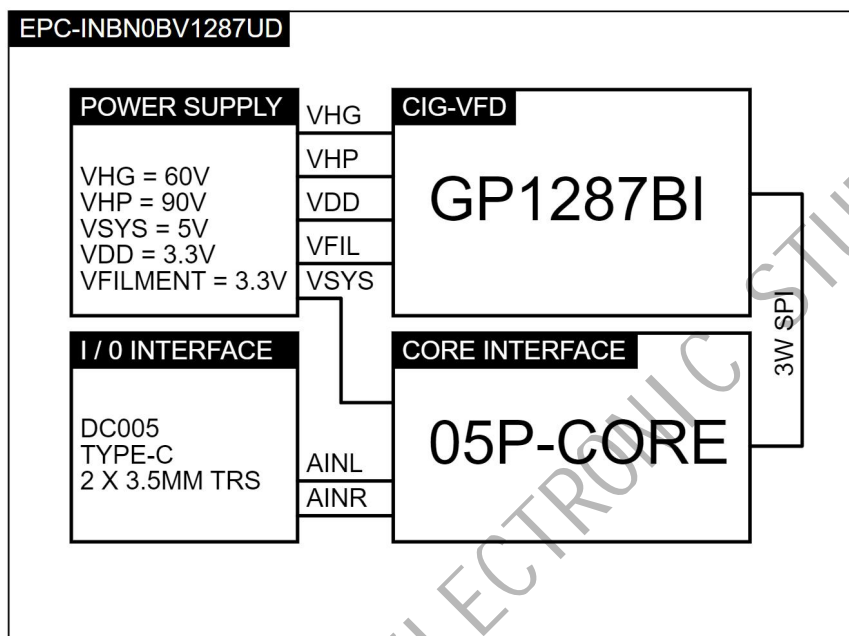 EPC-INBN0BV1287UD
POWER SUPPLY
VHG = 60V
VHP = 90V
VSYS = 5V
VDD = 3.3V
VFILMENT = 3.3V
VHG
VHP
VDD
VFIL
VSYS
CIG-VFD
GP1287BI
3W SPI
I / 0 INTERFACE
DC005
TYPE-C
2 X 3.5MM TRS
AINL
AINR
CORE INTERFACE
05P-CORE